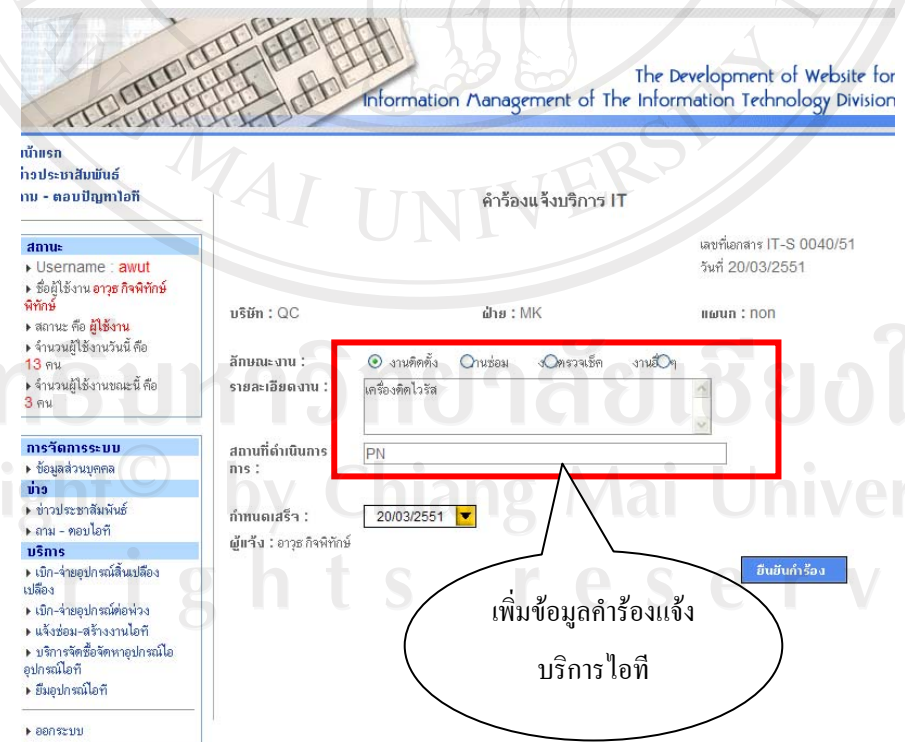 The Development of Website for
Information Management of The Information Technology Division
หน้าแรก
ข่าวประชาสัมพันธ์
ถาม - ตอบปัญหาไอที
สถานะ
Username : awut
ชื่อผู้ใช้งาน อาวุธ กิจพิทักษ์
พิทักษ์
สถานะ คือ ผู้ใช้งาน
จำนวนผู้ใช้งานวันนี้ คือ
13 คน
จำนวนผู้ใช้งานขณะนี้ คือ
3 คน
การจัดการระบบ
ข้อมูลส่วนบุคคล
ข่าว
ข่าวประชาสัมพันธ์
ถาม - ตอบไอที
บริการ
เบิก-จ่ายอุปกรณ์สิ้นเปลือง
เปลือง
เบิก-จ่ายอุปกรณ์ต่อพ่วง
แจ้งซ่อม-สร้างงานไอที
บริการจัดซื้อจัดหาอุปกรณ์ไอ
อุปกรณ์ไอที
ยืมอุปกรณ์ไอที
ออกระบบ
คำร้องแจ้งบริการ IT
เลขที่เอกสาร IT-S 0040/51
วันที่ 20/03/2551
บริษัท : QC ฝ่าย : MK แผนก : non
ลักษณะงาน : งานติดตั้ง งานซ่อม งานตรวจเช็ค งานอื่นๆ
รายละเอียดงาน : เครื่องติดไวรัส
สถานที่ดำเนินการ PN
การ :
กำหนดเสร็จ : 20/03/2551
ผู้แจ้ง : อาวุธ กิจพิทักษ์
ยืนยันคำร้อง
เพิ่มข้อมูลคำร้องแจ้ง
บริการไอที
MAI UNIVERSITY
by Chiang Mai Univer
rights reserv